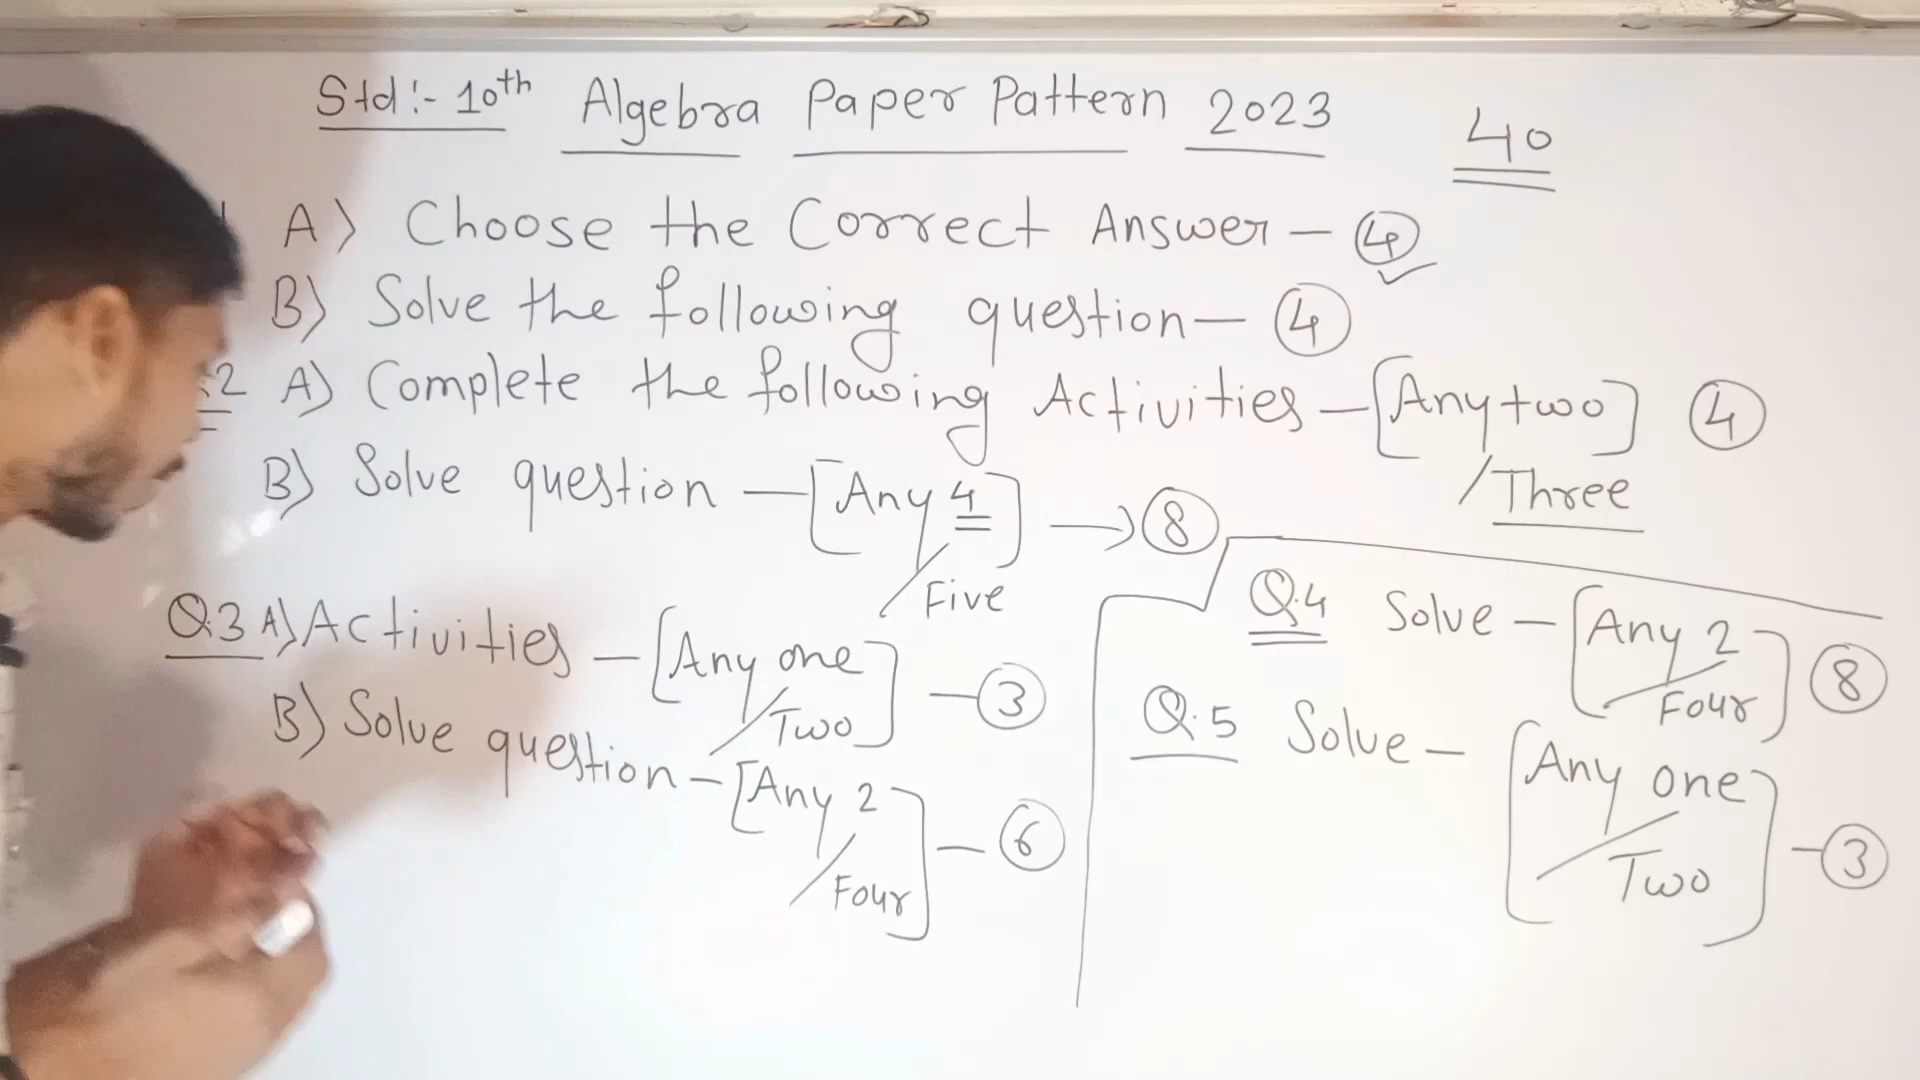 Std:- 10th Algebra Paper Pattern 2023 40
A) Choose the Correct Answer - 4
B) Solve the following question - 4
2 A) Complete the following Activities - [Any two / Three] 4
B) Solve question - [Any 4 / Five] → 8
Q.3 A) Activities - [Any one / Two] - 3
B) Solve question - [Any 2 / Four] - 6
Q.4 Solve - [Any 2 / Four] 8
Q.5 Solve - [Any one / Two] - 3